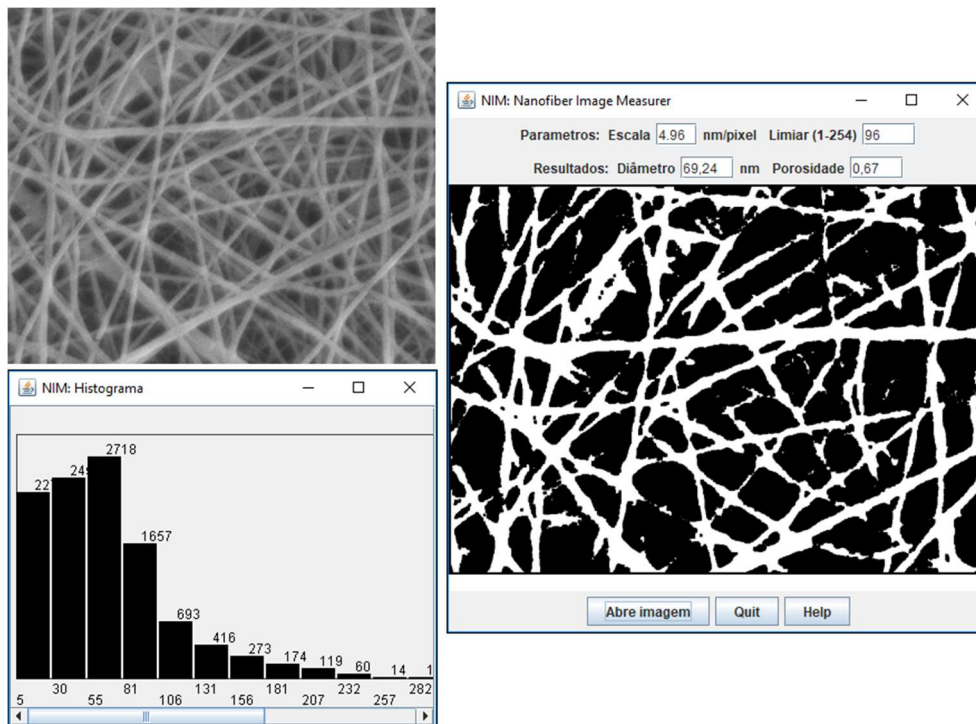 NIM: Nanofiber Image Measurer
Parametros: Escala 4.96 nm/pixel Limiar (1-254) 96
Resultados: Diâmetro 69,24 nm Porosidade 0,67
Abre imagem Quit Help
NIM: Histograma
2718
1657
693
416
273
174
119
60
14
30 81 131 181 232 282
5 55 106 156 207 257